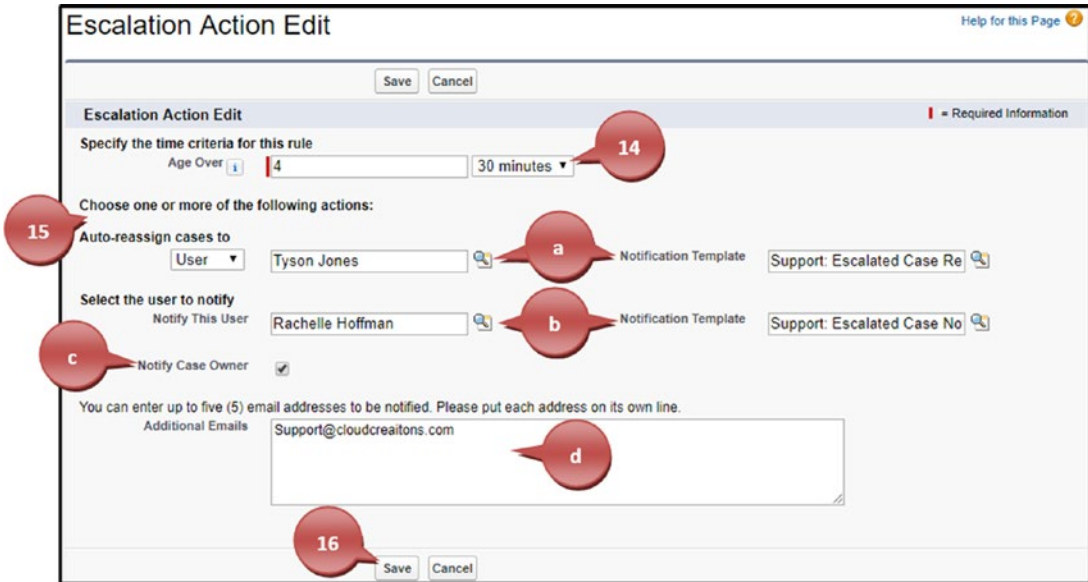 Escalation Action Edit
Help for this Page ?
Save Cancel
Escalation Action Edit
= Required Information
Specify the time criteria for this rule
Age Over i 4 30 minutes
14
Choose one or more of the following actions:
15
Auto-reassign cases to
User Tyson Jones a Notification Template Support: Escalated Case Re
Select the user to notify
Notify This User Rachelle Hoffman b Notification Template Support: Escalated Case No
c Notify Case Owner
You can enter up to five (5) email addresses to be notified. Please put each address on its own line.
Additional Emails Support@cloudcreaitons.com
d
16
Save Cancel